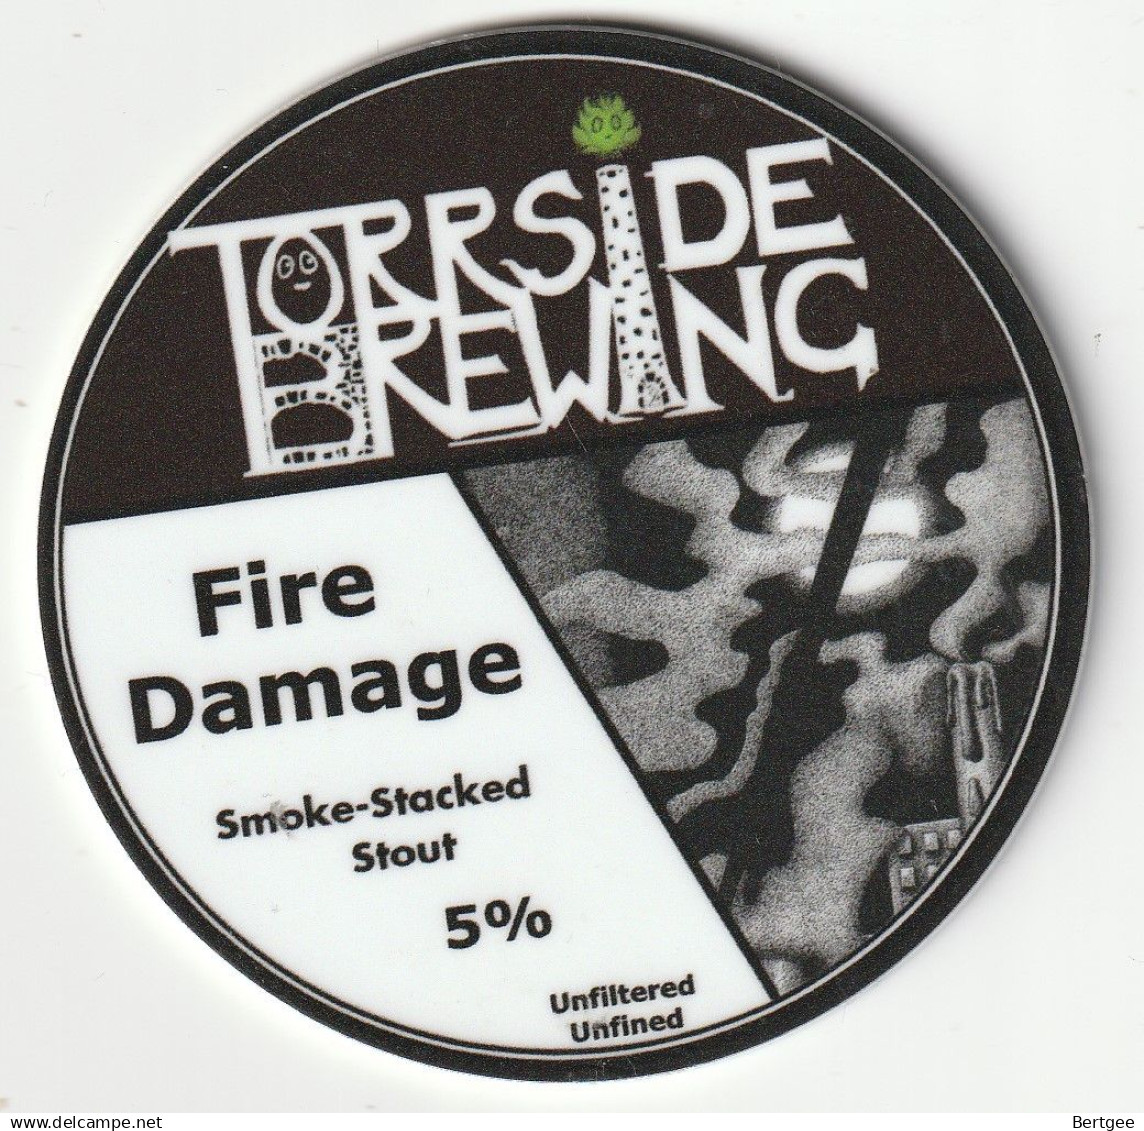 TORRSIDE
BREWING
Fire
Damage
Smoke-Stacked
Stout
5%
Unfiltered
Unfined
www.delcampe.net
Bertgee